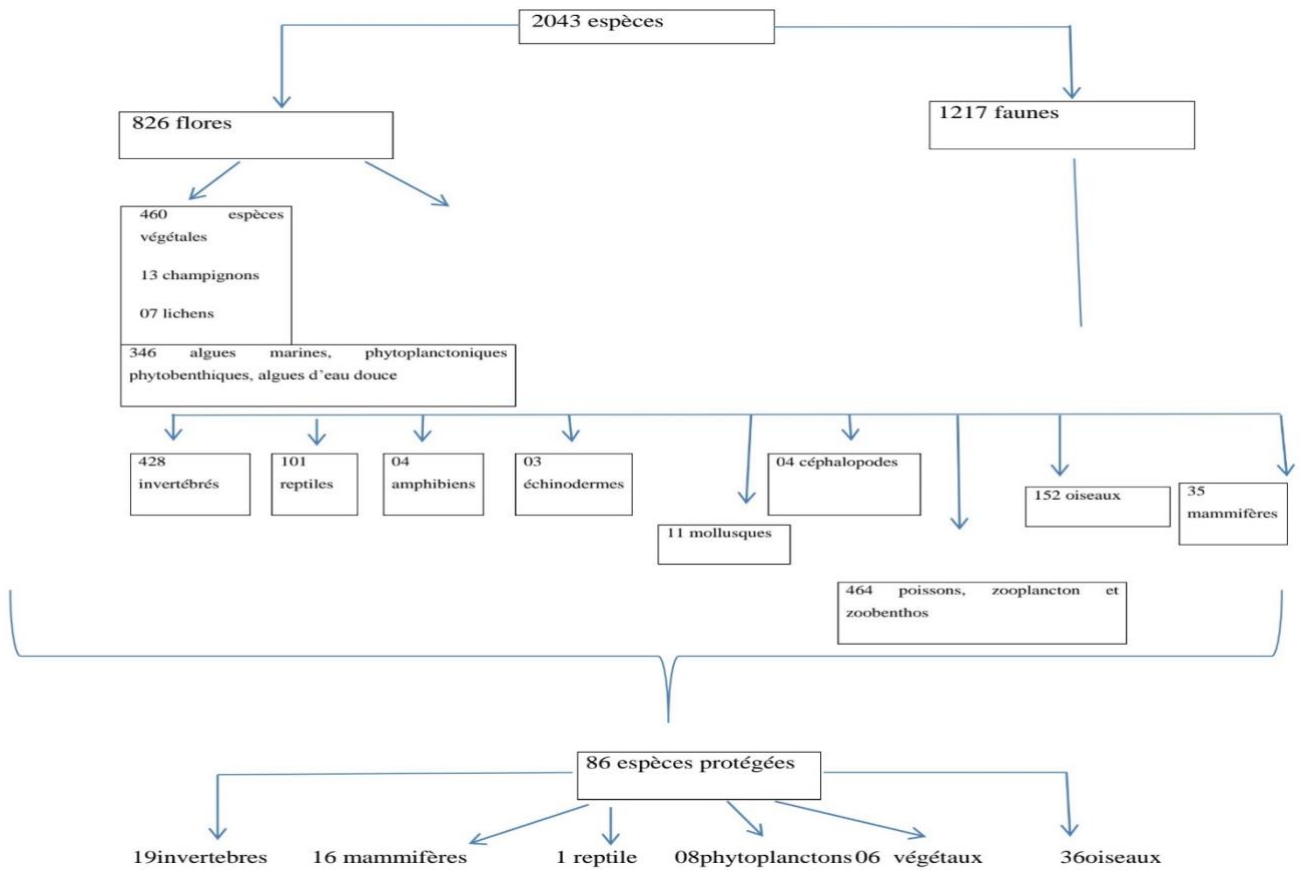 2043 espèces
826 flores
1217 faunes
460 espèces
végétales
13 champignons
07 lichens
346 algues marines, phytoplanctoniques
phytobenthiques, algues d'eau douce
428
invertébrés
101
reptiles
04
amphibiens
03
échinodermes
11 mollusques
04 céphalopodes
464 poissons, zooplancton et
zoobenthos
152 oiseaux
35
mammifères
86 espèces protégées
19invertebres
16 mammifères
1 reptile
08phytoplanctons
06 végétaux
36oiseaux